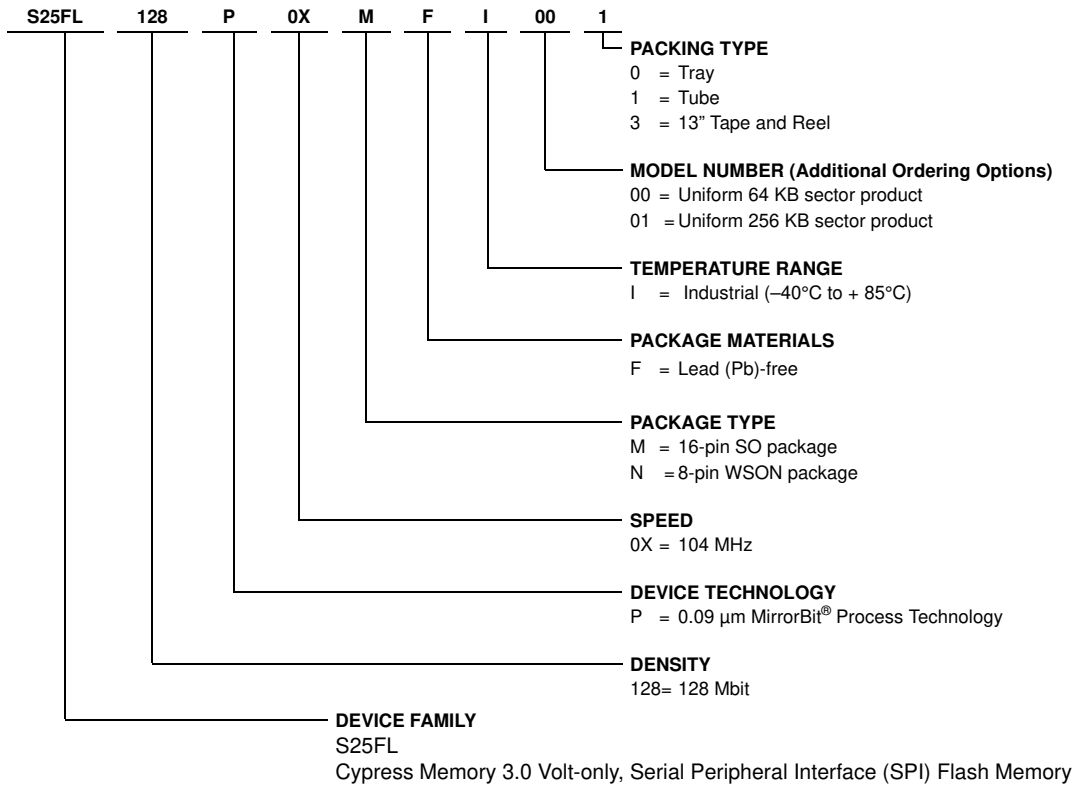 S25FL 128 P 0X M F I 00 1
PACKING TYPE
0 = Tray
1 = Tube
3 = 13” Tape and Reel
MODEL NUMBER (Additional Ordering Options)
00 = Uniform 64 KB sector product
01 = Uniform 256 KB sector product
TEMPERATURE RANGE
I = Industrial (–40°C to + 85°C)
PACKAGE MATERIALS
F = Lead (Pb)-free
PACKAGE TYPE
M = 16-pin SO package
N = 8-pin WSON package
SPEED
0X = 104 MHz
DEVICE TECHNOLOGY
P = 0.09 µm MirrorBit® Process Technology
DENSITY
128= 128 Mbit
DEVICE FAMILY
S25FL
Cypress Memory 3.0 Volt-only, Serial Peripheral Interface (SPI) Flash Memory